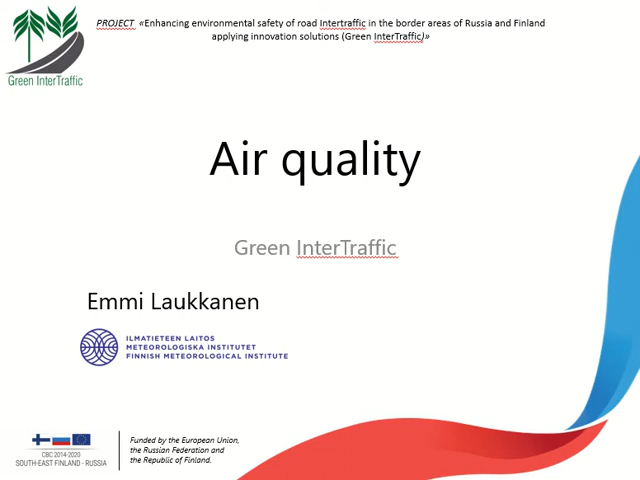 PROJECT «Enhancing environmental safety of road Intertraffic in the border areas of Russia and Finland
applying innovation solutions (Green InterTraffic)»
Green InterTraffic
Air quality
Green InterTraffic
Emmi Laukkanen
ILMATIETEEN LAITOS
METEOROLOGISKA INSTITUTET
FINNISH METEOROLOGICAL INSTITUTE
CBC 2014-2020
SOUTH-EAST FINLAND - RUSSIA
Funded by the European Union,
the Russian Federation and
the Republic of Finland.